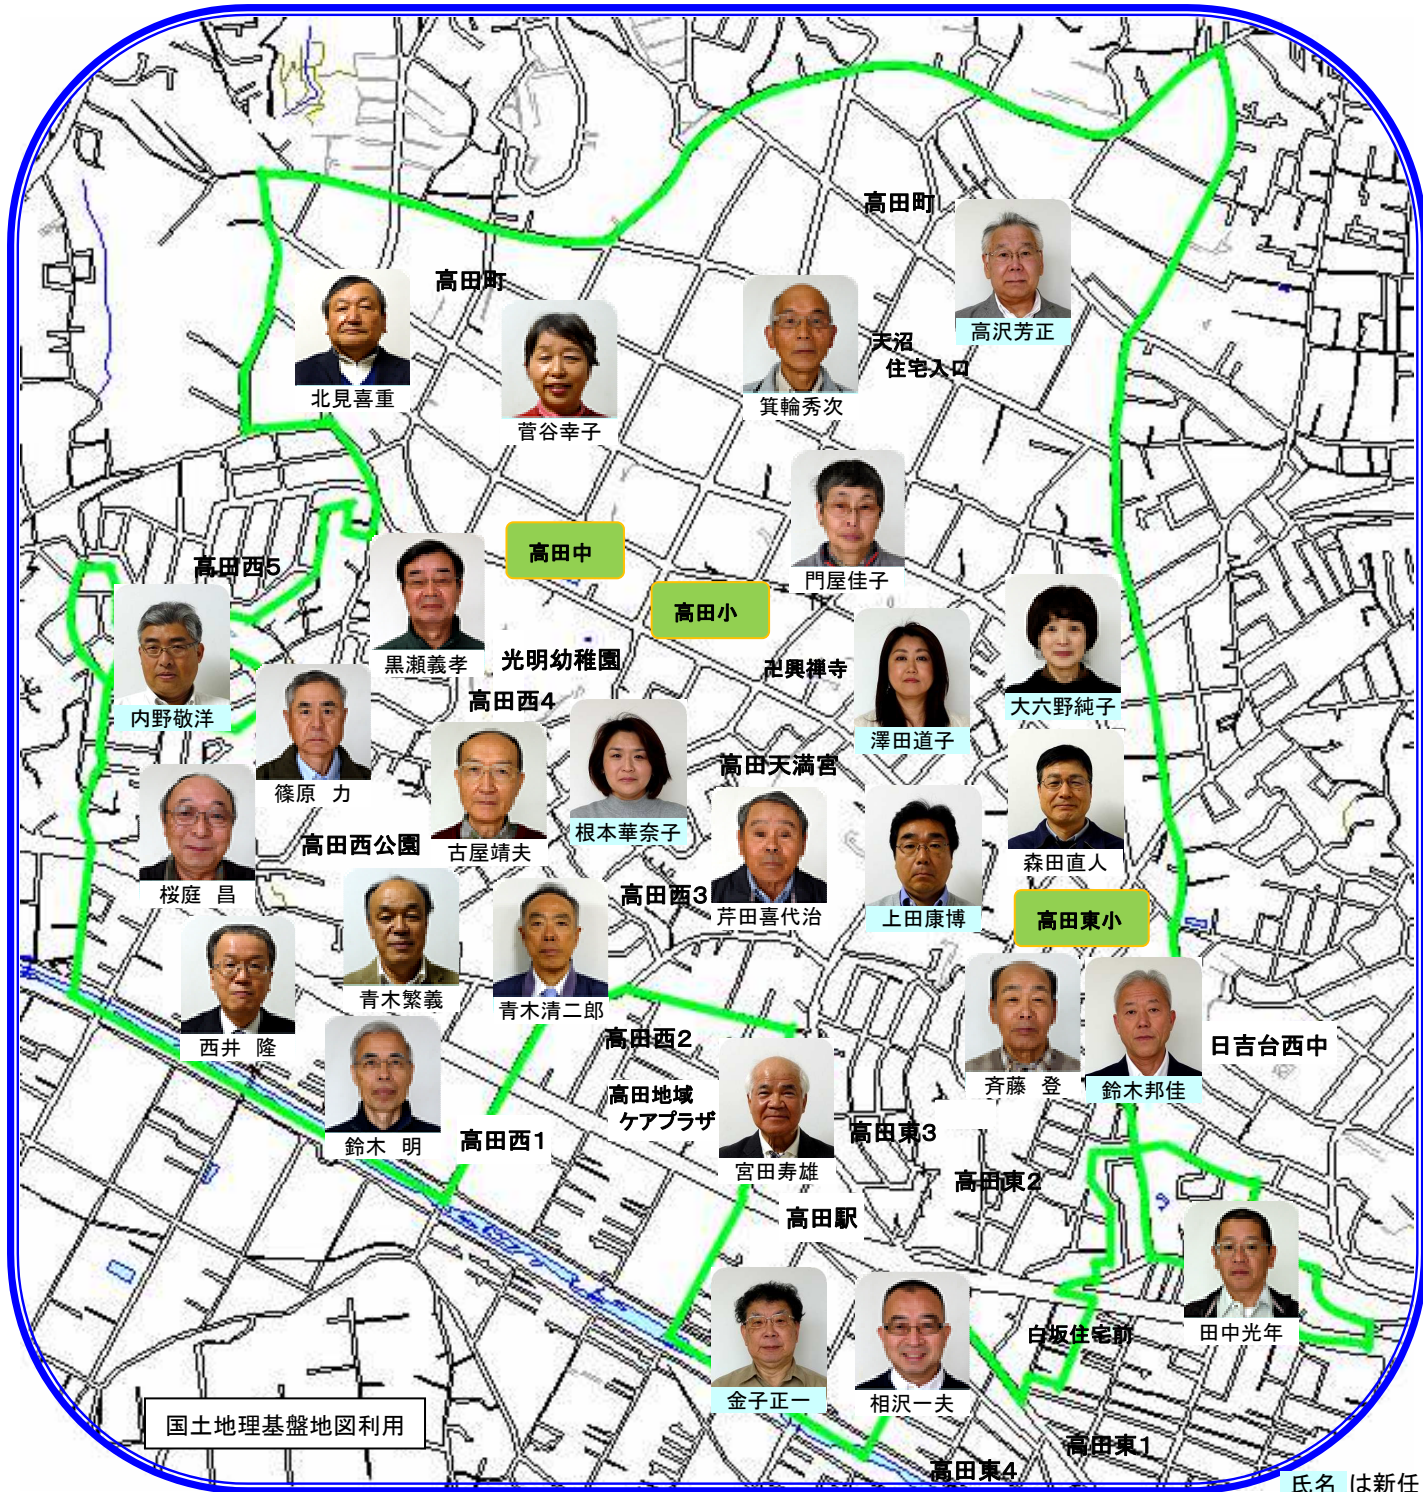 高田町
高沢芳正
高田町
北見喜重
菅谷幸子
箕輪秀次
天沼
住宅入口
高田中
門屋佳子
高田西5
高田小
黒瀬義孝
光明幼稚園
卍興禅寺
内野敬洋
高田西4
大六野純子
澤田道子
篠原 力
高田天満宮
根本華奈子
高田西公園
古屋靖夫
森田直人
桜庭 昌
高田西3
芹田喜代治
上田康博
高田東小
青木繁義
青木清二郎
西井 隆
高田西2
日吉台西中
斉藤 登
鈴木邦佳
高田地域
ケアプラザ
鈴木 明
高田西1
高田東3
宮田寿雄
高田東2
高田駅
白坂住宅前
田中光年
金子正一
相沢一夫
国土地理基盤地図利用
高田東1
高田東4
氏名 は新任